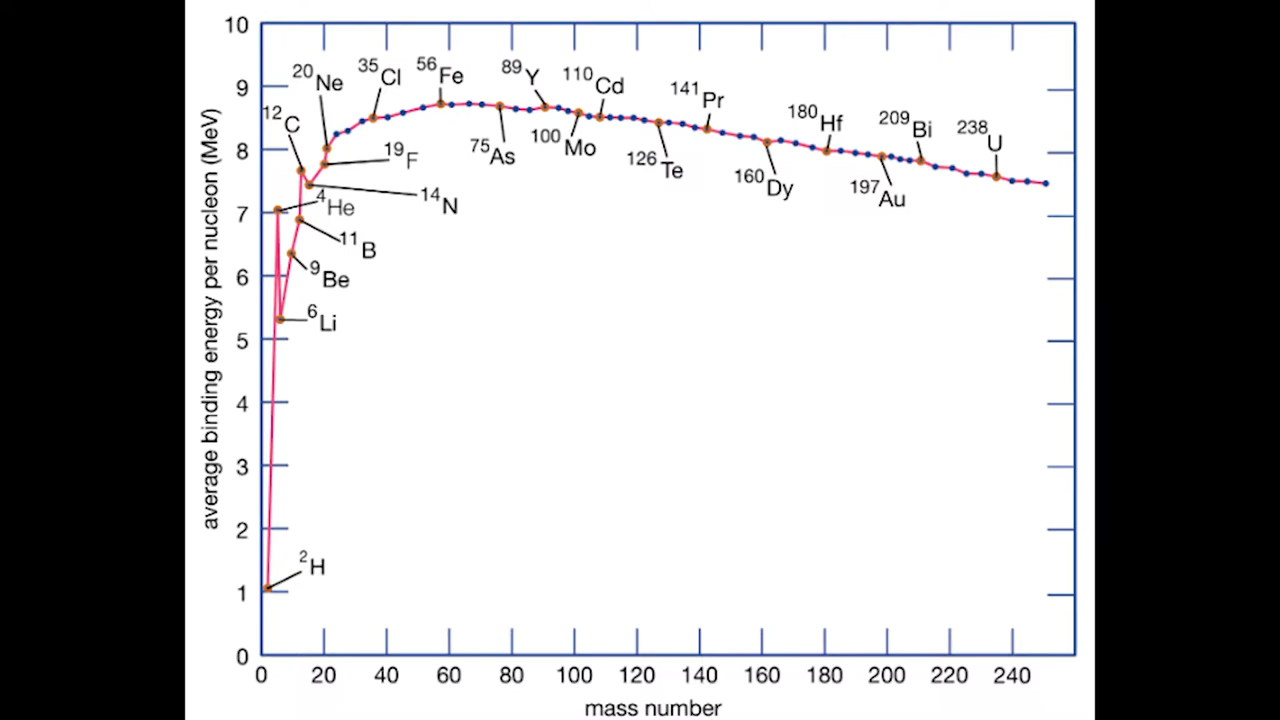 average binding energy per nucleon (MeV)
10
9
8
7
6
5
4
3
2
1
0
²H
⁴He
⁶Li
⁹Be
¹¹B
¹²C
¹⁴N
¹⁹F
²⁰Ne
³⁵Cl
⁵⁶Fe
⁷⁵As
⁸⁹Y
¹⁰⁰Mo
¹¹⁰Cd
¹²⁶Te
¹⁴¹Pr
¹⁶⁰Dy
¹⁸⁰Hf
¹⁹⁷Au
²⁰⁹Bi
²³⁸U
0 20 40 60 80 100 120 140 160 180 200 220 240
mass number